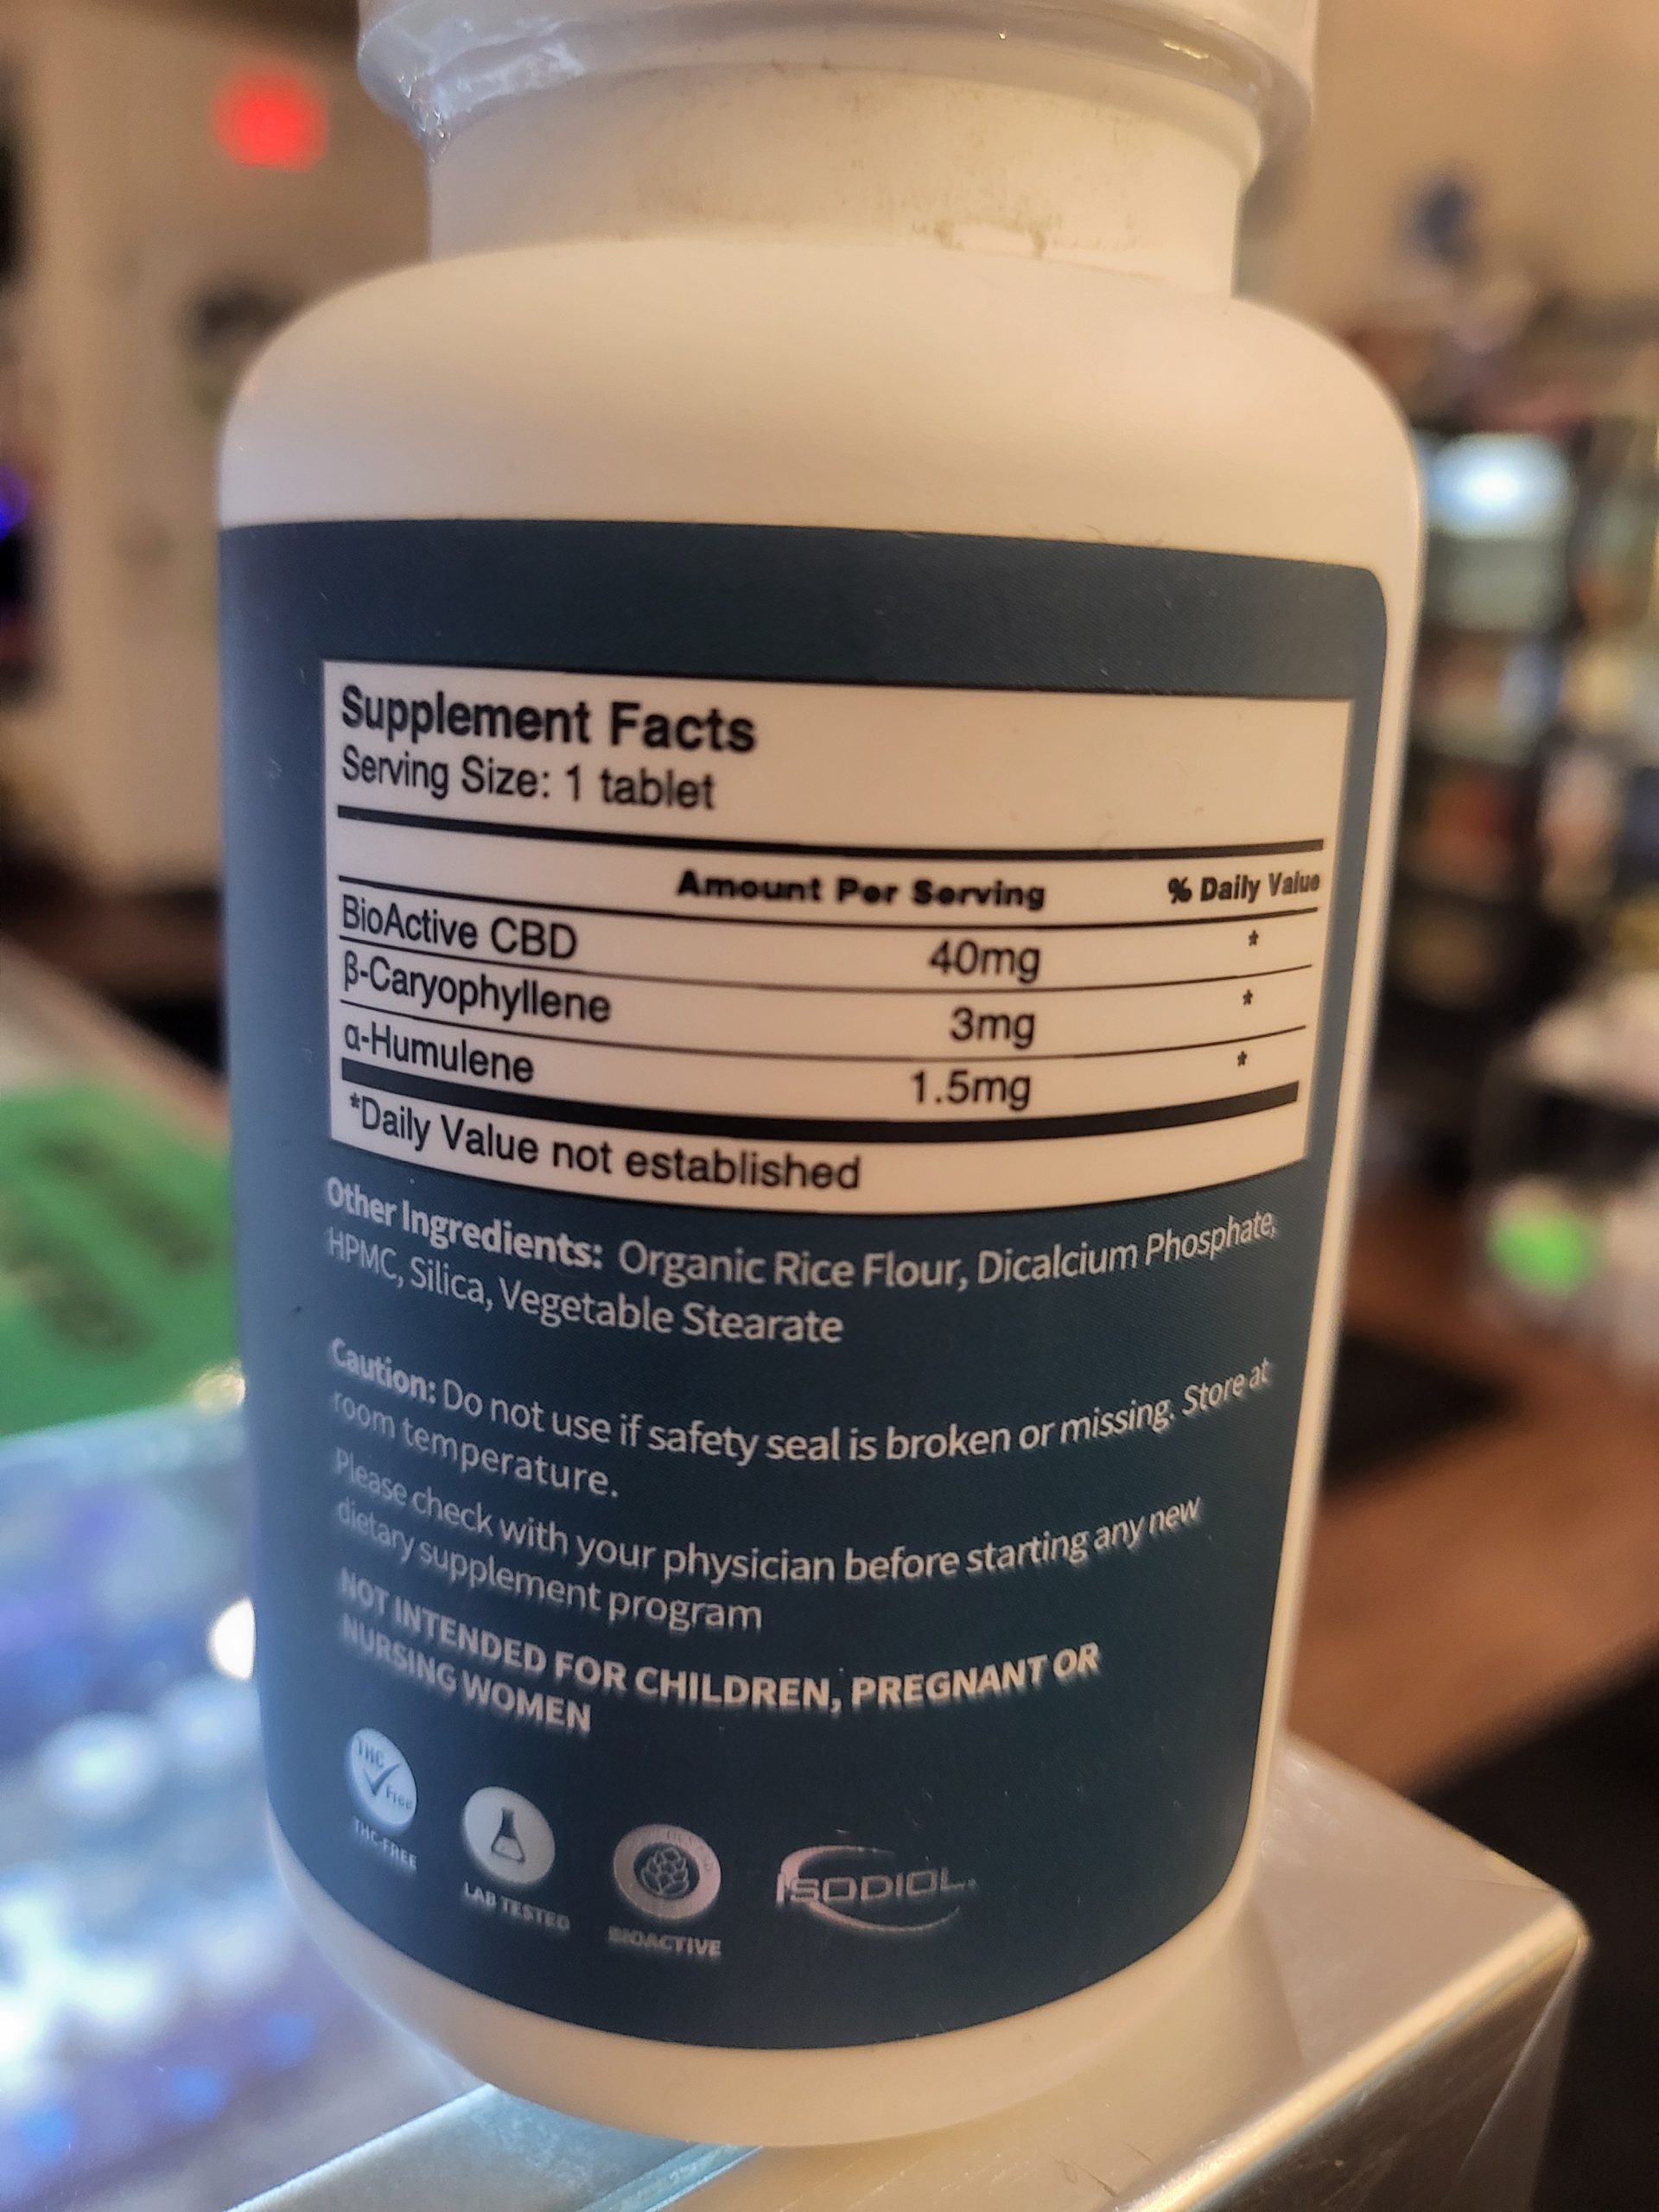 Supplement Facts
Serving Size: 1 tablet
Amount Per Serving % Daily Value
BioActive CBD 40mg *
β-Caryophyllene 3mg *
α-Humulene 1.5mg *
*Daily Value not established
Other Ingredients: Organic Rice Flour, Dicalcium Phosphate,
HPMC, Silica, Vegetable Stearate
Caution: Do not use if safety seal is broken or missing. Store at
room temperature.
Please check with your physician before starting any new
dietary supplement program
NOT INTENDED FOR CHILDREN, PREGNANT OR
NURSING WOMEN
THC
Free
THC-FREE
LAB TESTED
BIOACTIVE
ISODIOL.